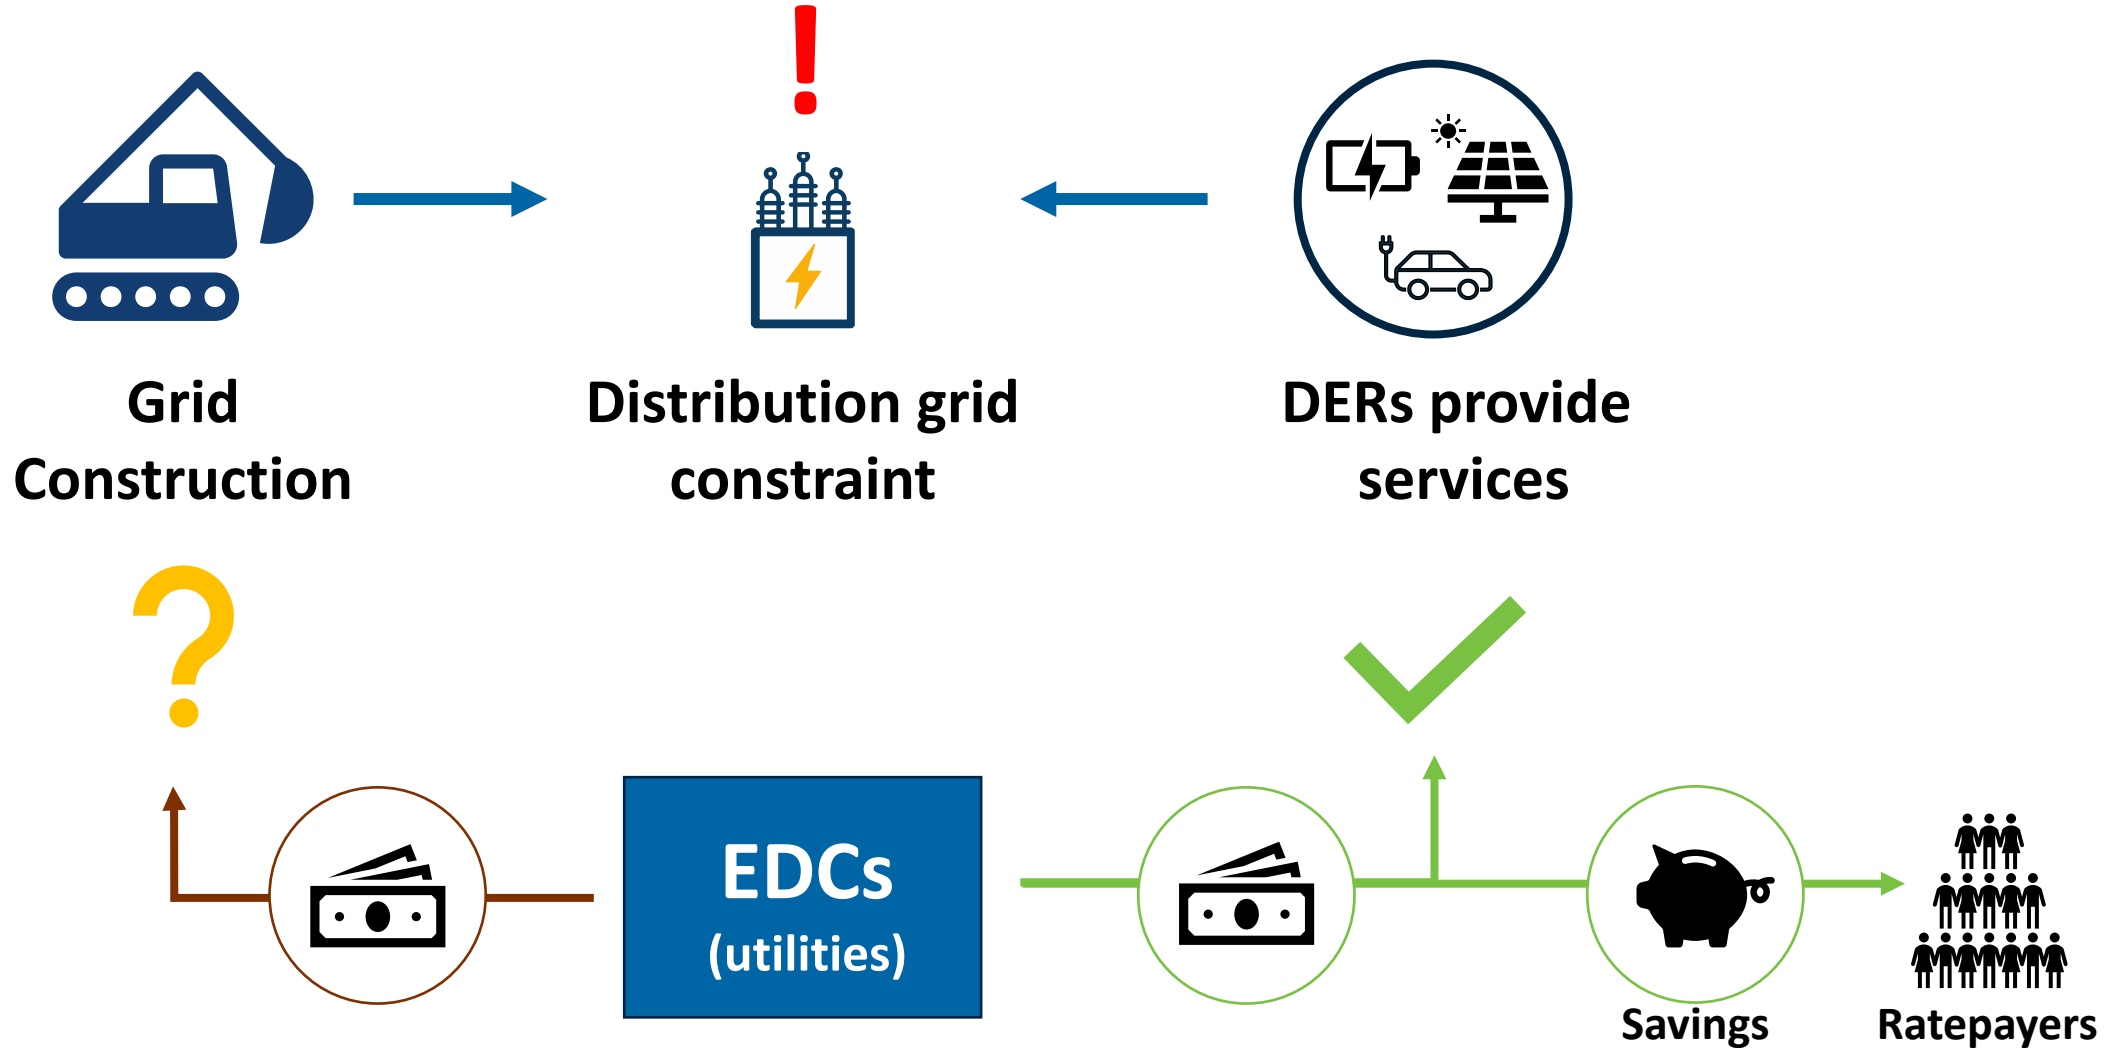 Grid
Construction
Distribution grid
constraint
DERs provide
services
EDCs
(utilities)
Savings
Ratepayers